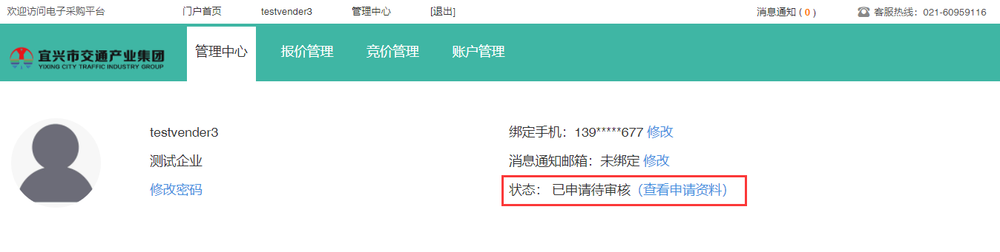 欢迎访问电子采购平台 门户首页 testvender3 管理中心 [退出] 消息通知 ( 0 ) 客服热线：021-60959116
宜兴市交通产业集团 管理中心 报价管理 竞价管理 账户管理
YIXING CITY TRAFFIC INDUSTRY GROUP
testvender3 绑定手机：139*****677 修改
测试企业 消息通知邮箱：未绑定 修改
修改密码 状态： 已申请待审核（查看申请资料）